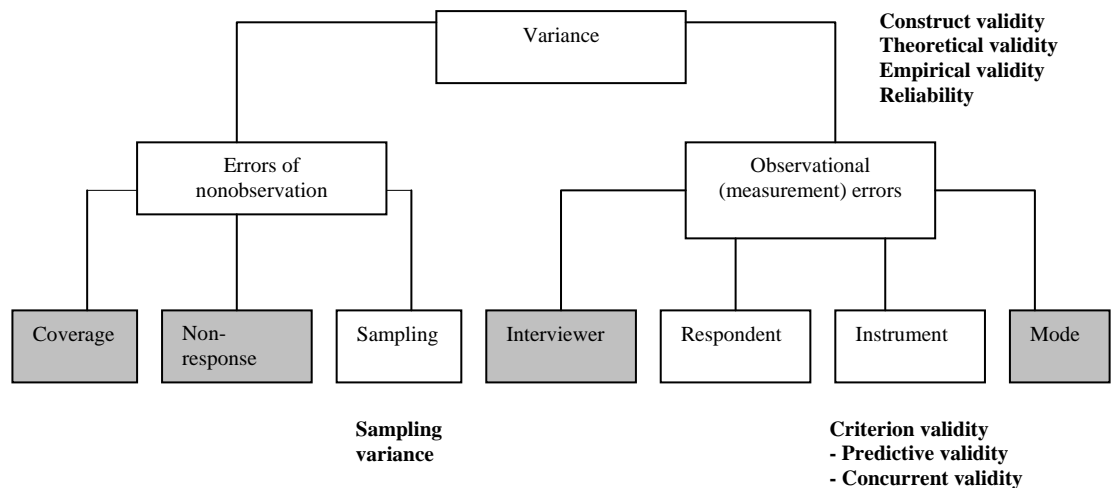 Variance
Construct validity
Theoretical validity
Empirical validity
Reliability
Errors of
nonobservation
Observational
(measurement) errors
Coverage
Non-
response
Sampling
Interviewer
Respondent
Instrument
Mode
Sampling
variance
Criterion validity
- Predictive validity
- Concurrent validity